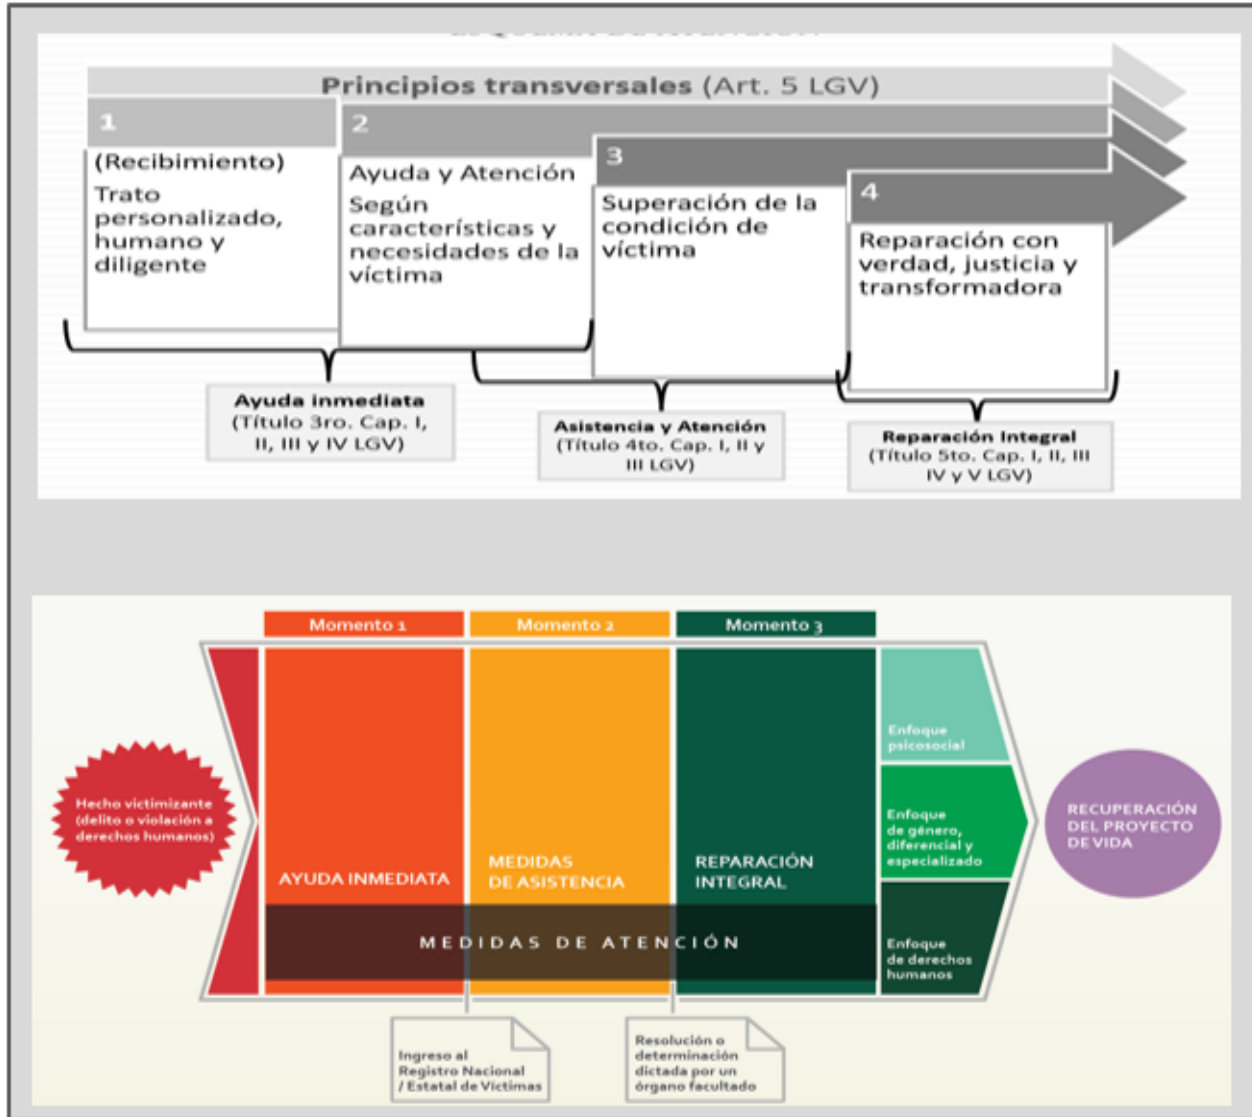 Principios transversales (Art. 5 LGV)
1
(Recibimiento)
Trato
personalizado,
humano y
diligente
2
Ayuda y Atención
Según
características y
necesidades de la
víctima
3
Superación de la
condición de
víctima
4
Reparación con
verdad, justicia y
transformadora
Ayuda inmediata
(Título 3ro. Cap. I,
II, III y IV LGV)
Asistencia y Atención
(Título 4to. Cap. I, II y
III LGV)
Reparación Integral
(Título 5to. Cap. I, II, III
IV y V LGV)
Momento 1
Momento 2
Momento 3
Hecho victimizante
(delito o violación a
derechos humanos)
AYUDA INMEDIATA
MEDIDAS
DE ASISTENCIA
REPARACIÓN
INTEGRAL
MEDIDAS DE ATENCIÓN
Enfoque
psicosocial
Enfoque
de género,
diferencial y
especializado
Enfoque
de derechos
humanos
RECUPERACIÓN
DEL PROYECTO
DE VIDA
Ingreso al
Registro Nacional
/ Estatal de Víctimas
Resolución o
determinación
dictada por un
órgano facultado